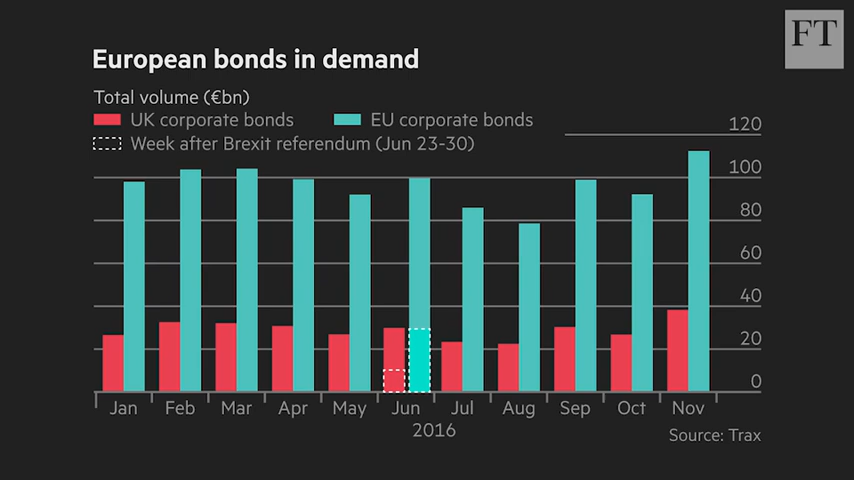 FT
European bonds in demand
Total volume (€bn)
UK corporate bonds EU corporate bonds
Week after Brexit referendum (Jun 23-30)
120
100
80
60
40
20
0
Jan Feb Mar Apr May Jun Jul Aug Sep Oct Nov
2016
Source: Trax